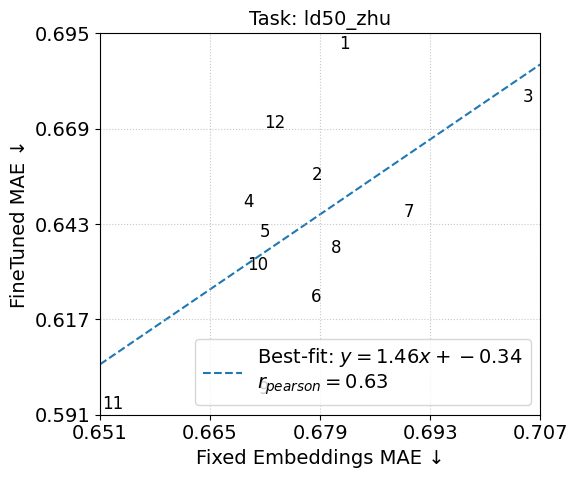 Task: ld50_zhu
0.695
0.669
0.643
0.617
0.591
FineTuned MAE ↓
1
3
12
2
4
7
5
8
10
6
11
Best-fit: y = 1.46x + −0.34
r_pearson = 0.63
0.651 0.665 0.679 0.693 0.707
Fixed Embeddings MAE ↓